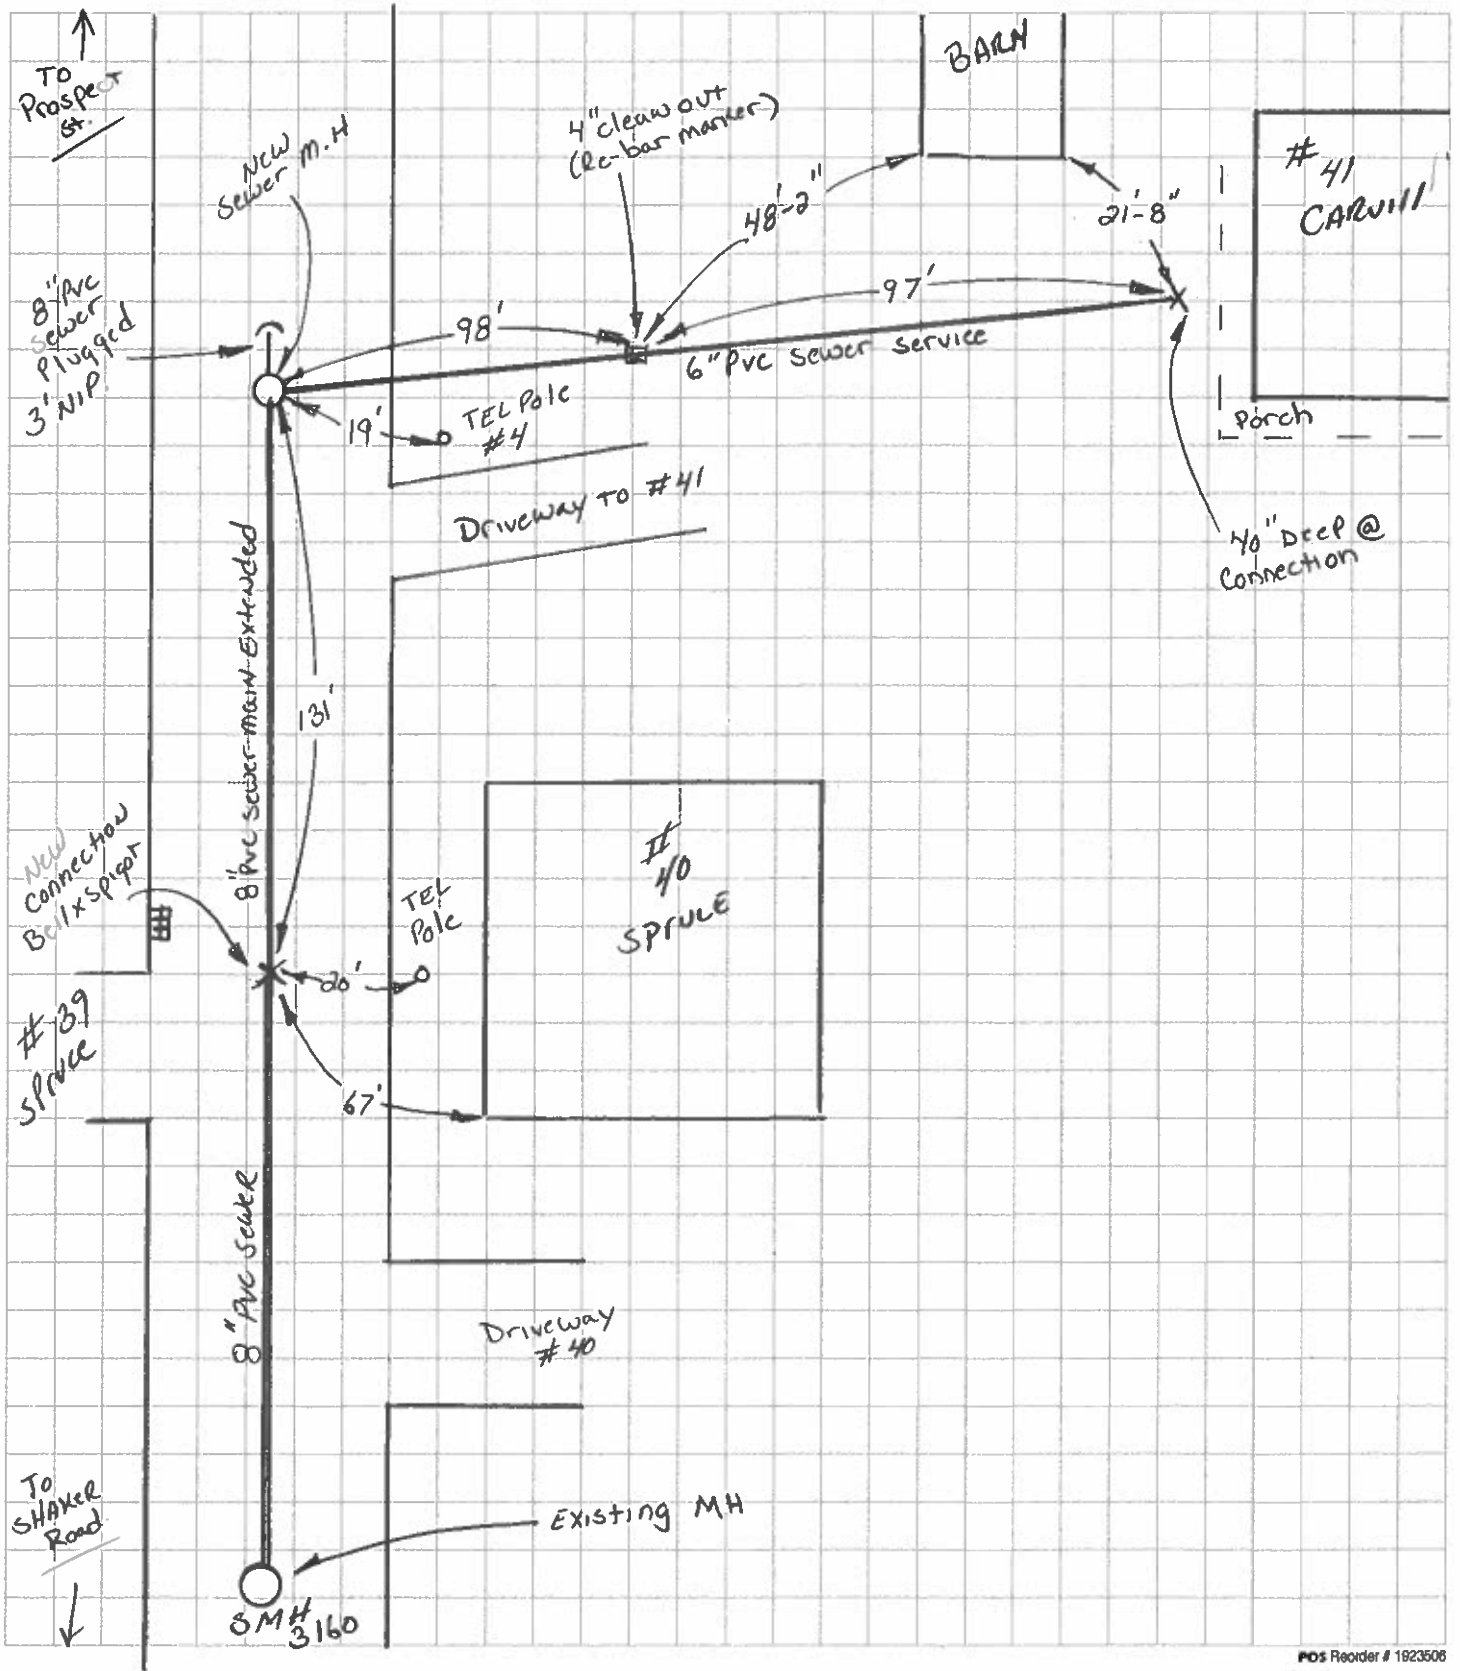 TO
Prospect
St.
BARN
4" cleanout
(Re-bar marker)
# 41
CARVIII
New
Sewer M.H
48'-2"
21'-8"
8" Pvc
Sewer
Plugged
3' NIP.
98'
97'
6" Pvc Sewer Service
19'
TEL Pole
#4
Porch
Driveway To #41
40" DeeP @
Connection
8" Pvc Sewer main Extended
131'
New
Connection
Bell x Spigot
TEL
Pole
#
40
SPruce
20'
# 39
SPruce
67'
8" Pvc Sewer
Driveway
# 40
To
SHAKER
Road
Existing MH
SMH
3160
PDS Reorder # 1923506